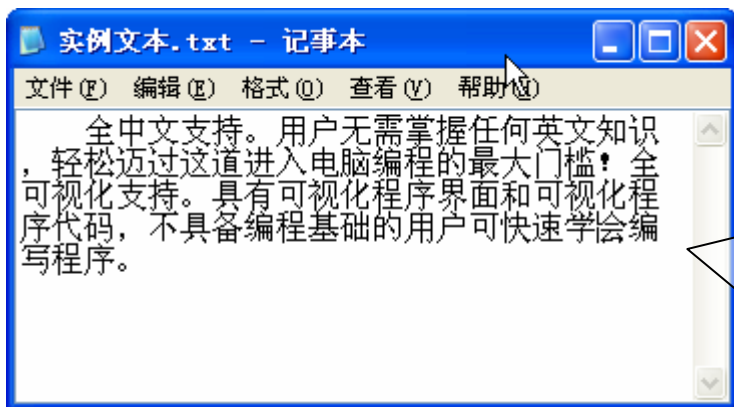 实例文本.txt - 记事本
文件(F) 编辑(E) 格式(O) 查看(V) 帮助(H)
全中文支持。用户无需掌握任何英文知识
，轻松迈过这道进入电脑编程的最大门槛！全
可视化支持。具有可视化程序界面和可视化程
序代码，不具备编程基础的用户可快速学会编
写程序。